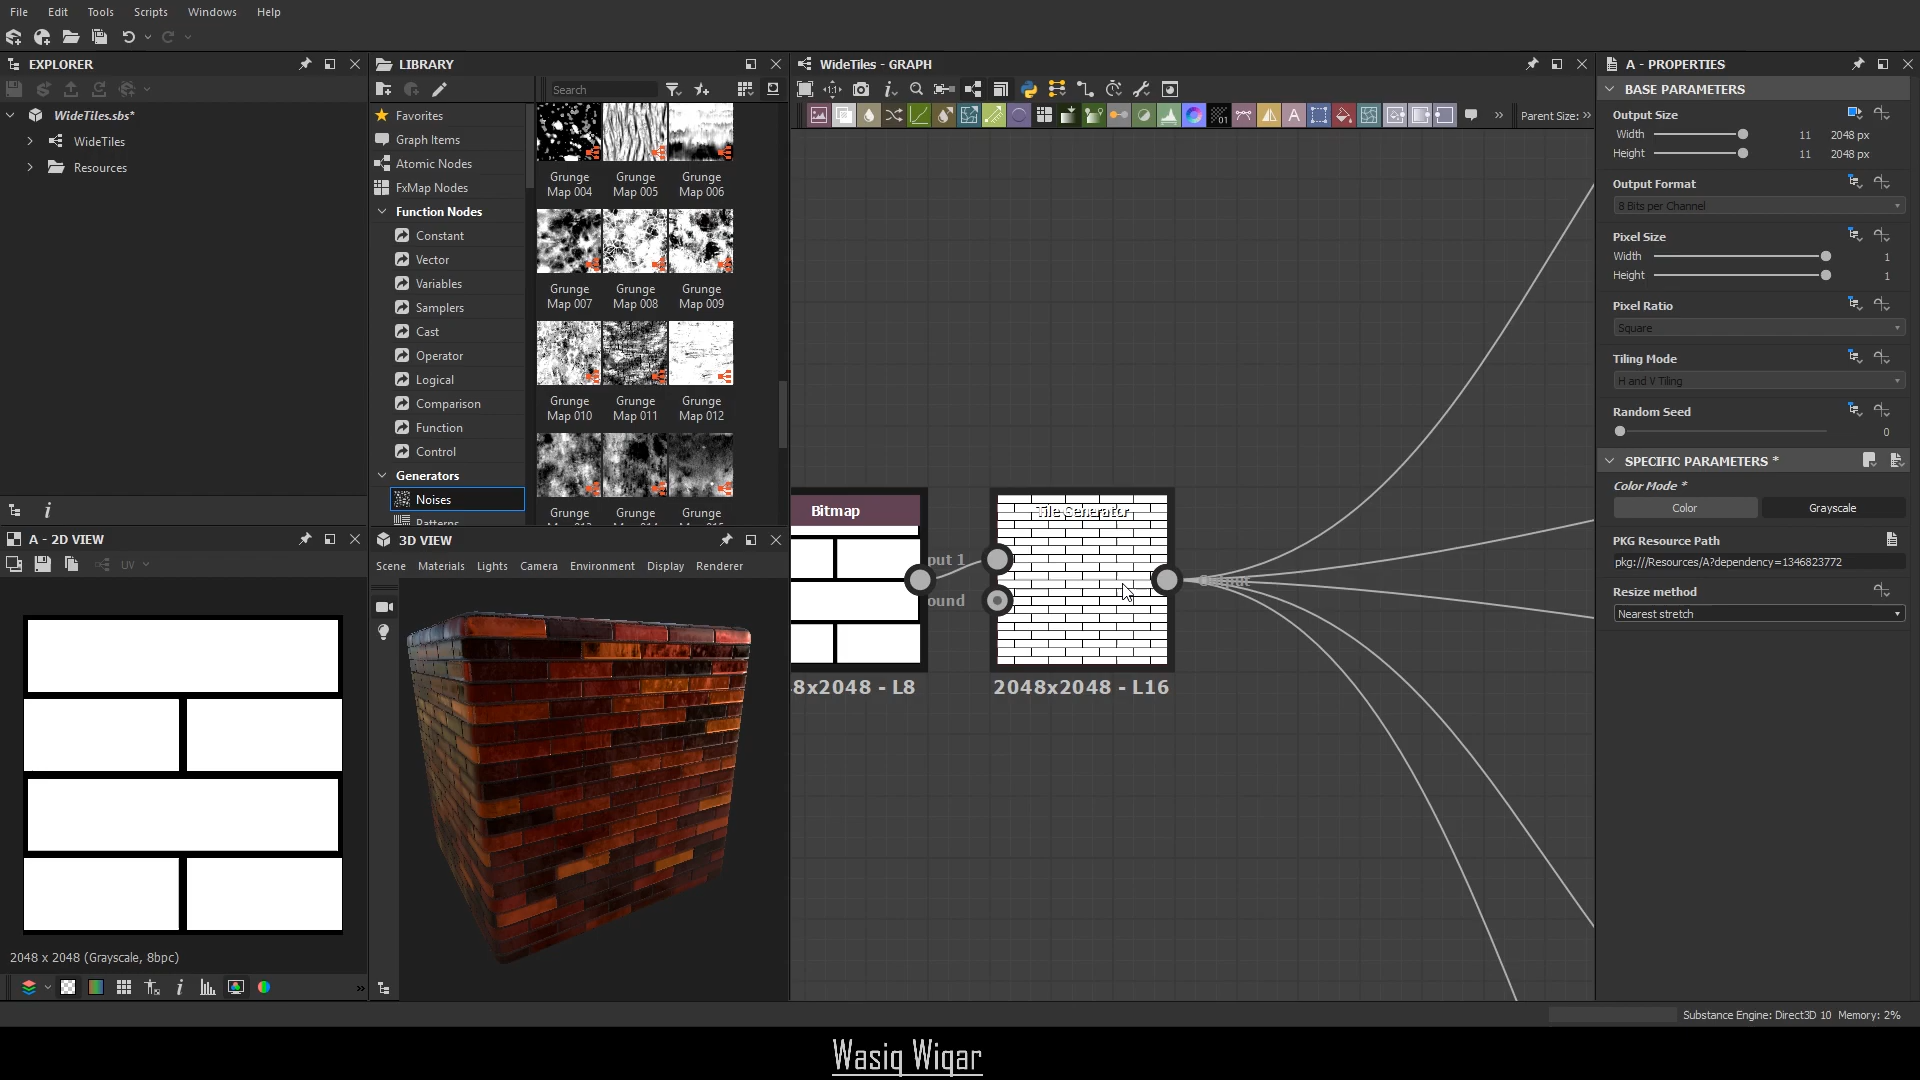 File Edit Tools Scripts Windows Help
EXPLORER
WideTiles.sbs*
WideTiles
Resources
LIBRARY
Search
Favorites
Graph Items
Atomic Nodes
FxMap Nodes
Function Nodes
Constant
Vector
Variables
Samplers
Cast
Operator
Logical
Comparison
Function
Control
Generators
Noises
Patterns
Grunge Map 004
Grunge Map 005
Grunge Map 006
Grunge Map 007
Grunge Map 008
Grunge Map 009
Grunge Map 010
Grunge Map 011
Grunge Map 012
Grunge
Grunge
Grunge
WideTiles - GRAPH
Parent Size:
Bitmap
8x2048 - L8
put 1
ound
Tile Generator
2048x2048 - L16
Output
A - PROPERTIES
BASE PARAMETERS
Output Size
Width 11 2048 px
Height 11 2048 px
Output Format
8 Bits per Channel
Pixel Size
Width 1
Height 1
Pixel Ratio
Square
Tiling Mode
H and V Tiling
Random Seed
0
SPECIFIC PARAMETERS *
Color Mode *
Color Grayscale
PKG Resource Path
pkg:///Resources/A?dependency=1346823772
Resize method
Nearest stretch
A - 2D VIEW
UV
2048 x 2048 (Grayscale, 8bpc)
3D VIEW
Scene Materials Lights Camera Environment Display Renderer
Substance Engine: Direct3D 10 Memory: 2%
Wasiq Wiqar